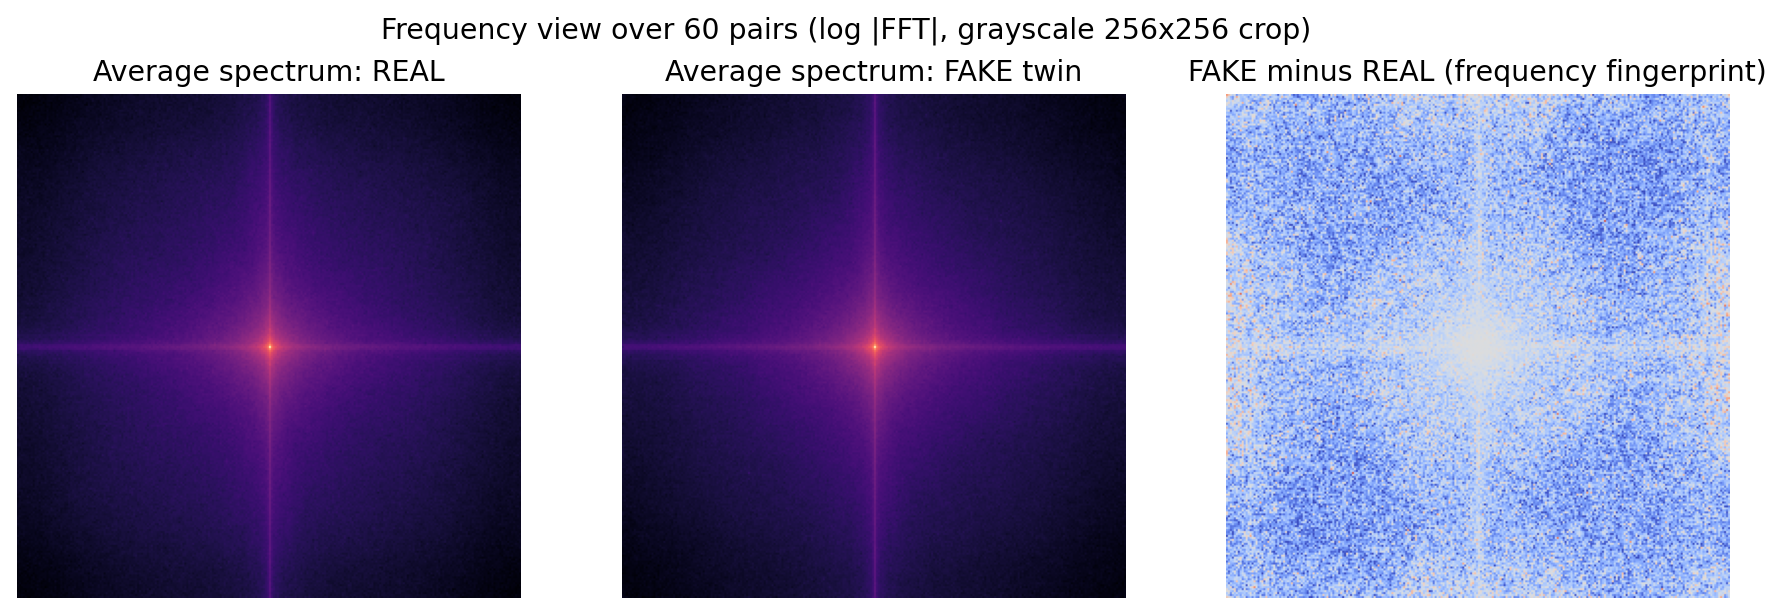 Frequency view over 60 pairs (log |FFT|, grayscale 256x256 crop)
Average spectrum: REAL
Average spectrum: FAKE twin
FAKE minus REAL (frequency fingerprint)